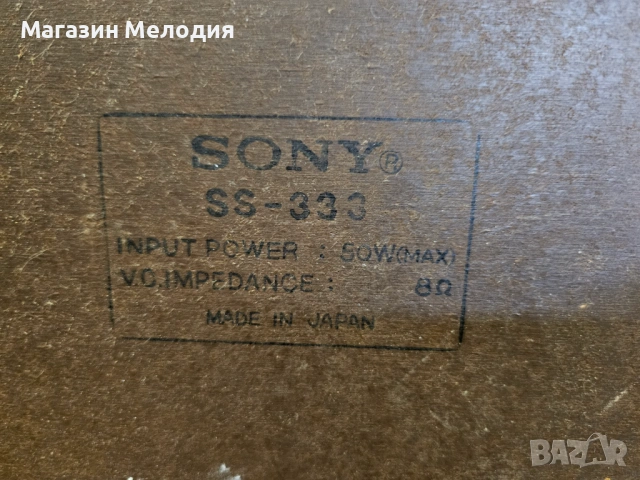 Магазин Мелодия
SONY®
SS-333
INPUT POWER : 50W(MAX)
V.C. IMPEDANCE : 8Ω
MADE IN JAPAN
BAZAR